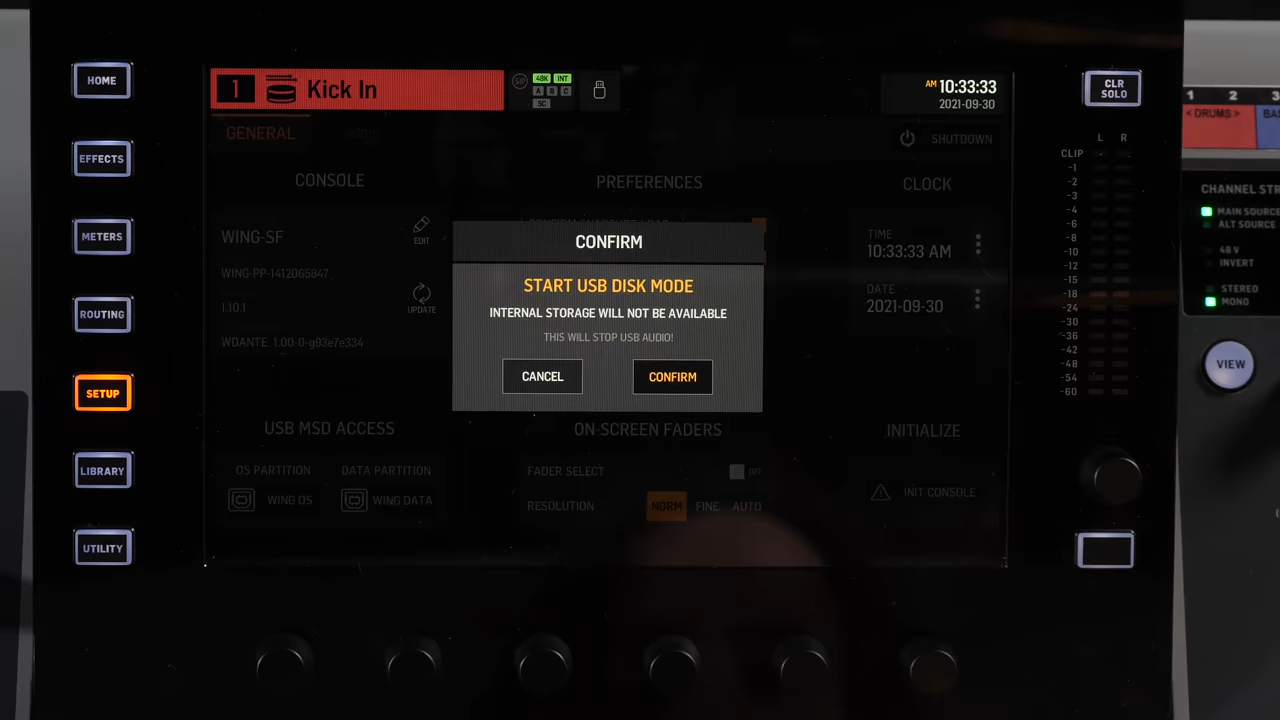 HOME
EFFECTS
METERS
ROUTING
SETUP
LIBRARY
UTILITY
1 Kick In
48K INT
A B C
SC
AM 10:33:33
2021-09-30
GENERAL
SHUTDOWN
CONSOLE
PREFERENCES
CLOCK
WING-SF
EDIT
WING-PP-14120G5847
1.10.1
UPDATE
WDANTE 1.00-0-g93e7e334
TIME
10:33:33 AM
DATE
2021-09-30
CONFIRM
START USB DISK MODE
INTERNAL STORAGE WILL NOT BE AVAILABLE
THIS WILL STOP USB AUDIO!
CANCEL
CONFIRM
USB MSD ACCESS
ON-SCREEN FADERS
INITIALIZE
OS PARTITION
DATA PARTITION
WING OS
WING DATA
FADER SELECT
OFF
RESOLUTION
NORM
FINE
AUTO
INIT CONSOLE
CLR
SOLO
L R
CLIP
-1
-2
-3
-4
-6
-8
-10
-12
-15
-18
-24
-30
-36
-42
-48
-54
-60
1 2 3
< DRUMS >
CHANNEL
MAIN SOURCE
ALT SOURCE
48 V
INVERT
STEREO
MONO
VIEW